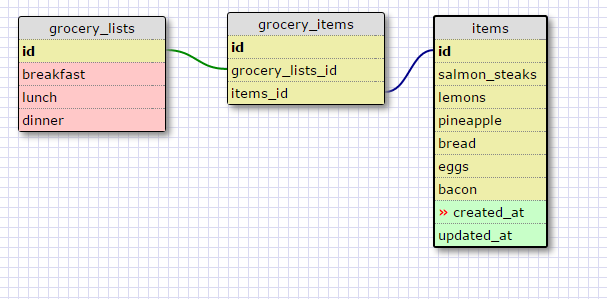 grocery_lists
id
breakfast
lunch
dinner
grocery_items
id
grocery_lists_id
items_id
items
id
salmon_steaks
lemons
pineapple
bread
eggs
bacon
» created_at
updated_at